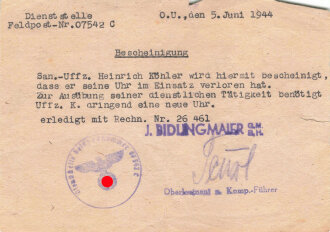 Dienststelle
Feldpost-Nr. 07542 C
O.U., den 5. Juni 1944
Bescheinigung
San.-Uffz. Heinrich Köhler wird hiermit bescheinigt,
dass er seine Uhr im Einsatz verloren hat.
Zur Ausübung seiner dienstlichen Tätigkeit benötigt
Uffz. K. dringend eine neue Uhr.
erledigt mit Rechn. Nr. 26 461
J. BIDLINGMAIER G.M.B.H.
Oberleutnant u. Komp.-Führer